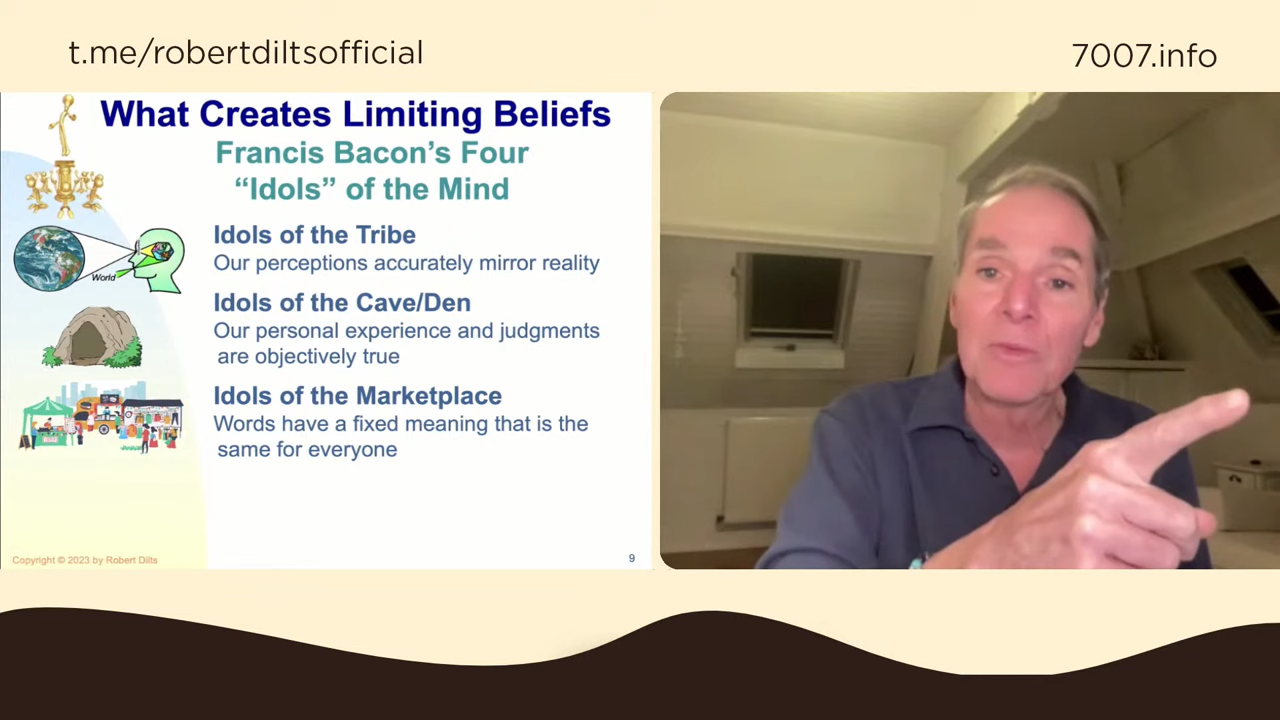 t.me/robertdiltsofficial
7007.info
What Creates Limiting Beliefs
Francis Bacon’s Four
“Idols” of the Mind
Idols of the Tribe
Our perceptions accurately mirror reality
World
Idols of the Cave/Den
Our personal experience and judgments
are objectively true
Idols of the Marketplace
Words have a fixed meaning that is the
same for everyone
Copyright © 2023 by Robert Dilts
9